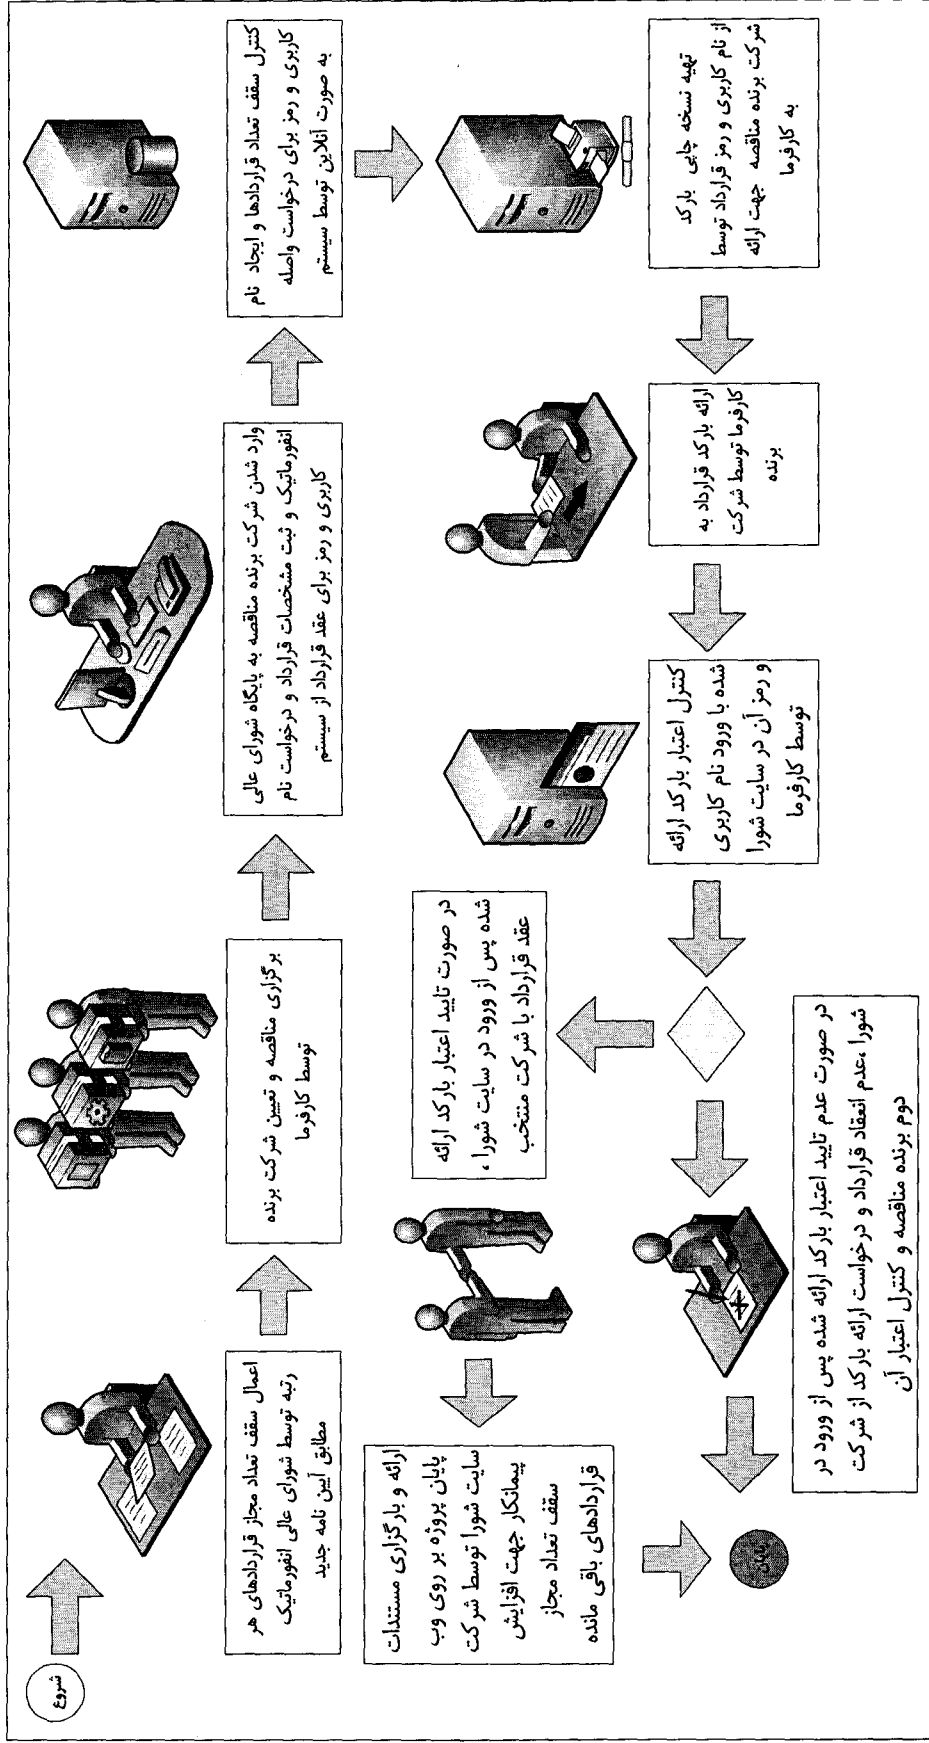 شروع
اعمال سقف تعداد مجاز قراردادهای هر
رتبه توسط شورای عالی انفورماتیک
مطابق آیین نامه جدید
برگزاری مناقصه و تعیین شرکت برنده
توسط کارفرما
وارد شدن شرکت برنده مناقصه به پایگاه شورای عالی
انفورماتیک و ثبت مشخصات قرارداد و درخواست نام
کاربری و رمز برای عقد قرارداد از سیستم
کنترل سقف تعداد قراردادها و ایجاد نام
کاربری و رمز برای درخواست واصله
به صورت آنلاین توسط سیستم
تهیه نسخه چاپی بارکد
از نام کاربری و رمز قرارداد توسط
شرکت برنده مناقصه جهت ارائه
به کارفرما
ارائه بارکد قرارداد به
کارفرما توسط شرکت
برنده
کنترل اعتبار بارکد ارائه
شده با ورود نام کاربری
و رمز آن در سایت شورا
توسط کارفرما
در صورت تایید اعتبار بارکد ارائه
شده پس از ورود در سایت شورا ،
عقد قرارداد با شرکت منتخب
ارائه و بارگزاری مستندات
پایان پروژه بر روی وب
سایت شورا توسط شرکت
پیمانکار جهت افزایش
سقف تعداد مجاز
قراردادهای باقی مانده
در صورت عدم تایید اعتبار بارکد ارائه شده پس از ورود در
شورا ،عدم انعقاد قرارداد و درخواست ارائه بارکد از شرکت
دوم برنده مناقصه و کنترل اعتبار آن
پایان